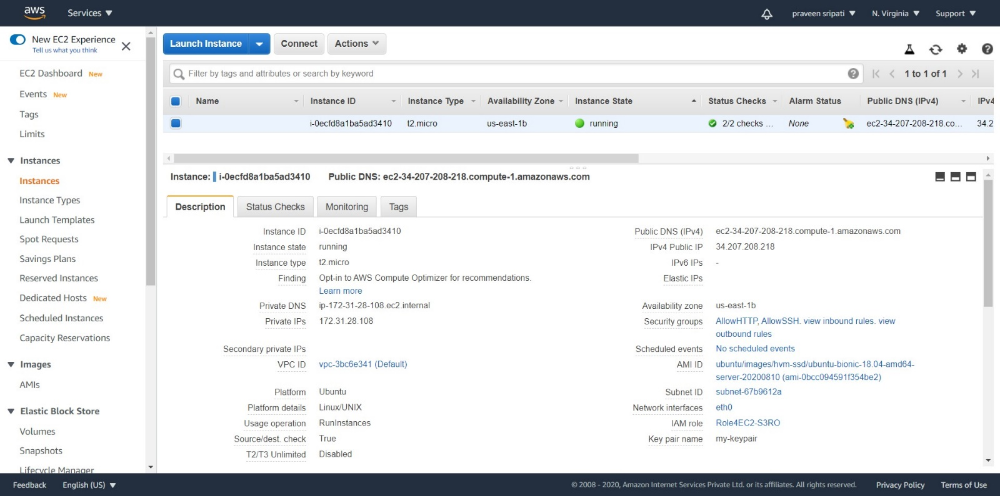 aws Services praveen sripati N. Virginia Support
New EC2 Experience
Tell us what you think
EC2 Dashboard New
Events New
Tags
Limits
Instances
Instances
Instance Types
Launch Templates
Spot Requests
Savings Plans
Reserved Instances
Dedicated Hosts New
Scheduled Instances
Capacity Reservations
Images
AMIs
Elastic Block Store
Volumes
Snapshots
Lifecycle Manager
Launch Instance Connect Actions
Filter by tags and attributes or search by keyword 1 to 1 of 1
Name Instance ID Instance Type Availability Zone Instance State Status Checks Alarm Status Public DNS (IPv4) IPv4
i-0ecfd8a1ba5ad3410 t2.micro us-east-1b running 2/2 checks ... None ec2-34-207-208-218.co... 34.2
Instance: i-0ecfd8a1ba5ad3410 Public DNS: ec2-34-207-208-218.compute-1.amazonaws.com
Description Status Checks Monitoring Tags
Instance ID i-0ecfd8a1ba5ad3410 Public DNS (IPv4) ec2-34-207-208-218.compute-1.amazonaws.com
Instance state running IPv4 Public IP 34.207.208.218
Instance type t2.micro IPv6 IPs -
Finding Opt-in to AWS Compute Optimizer for recommendations. Elastic IPs
Learn more
Private DNS ip-172-31-28-108.ec2.internal Availability zone us-east-1b
Private IPs 172.31.28.108 Security groups AllowHTTP, AllowSSH. view inbound rules. view
outbound rules
Secondary private IPs Scheduled events No scheduled events
VPC ID vpc-3bc6e341 (Default) AMI ID ubuntu/images/hvm-ssd/ubuntu-bionic-18.04-amd64-
server-20200810 (ami-0bcc094591f354be2)
Platform Ubuntu Subnet ID subnet-67b9612a
Platform details Linux/UNIX Network interfaces eth0
Usage operation RunInstances IAM role Role4EC2-S3RO
Source/dest. check True Key pair name my-keypair
T2/T3 Unlimited Disabled
Feedback English (US) © 2008 - 2020, Amazon Internet Services Private Ltd. or its affiliates. All rights reserved. Privacy Policy Terms of Use